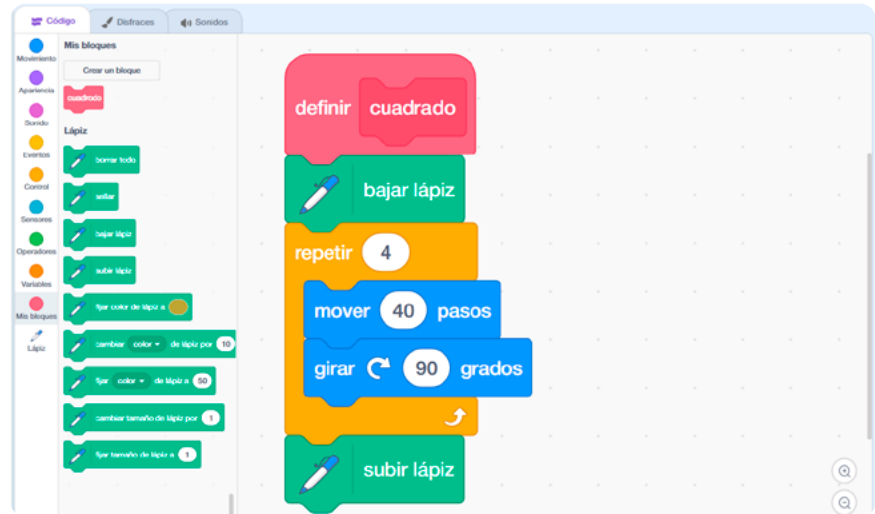 Código
Disfraces
Sonidos
Movimiento
Apariencia
Sonido
Eventos
Control
Sensores
Operadores
Variables
Mis bloques
Lápiz
Mis bloques
Crear un bloque
cuadrado
Lápiz
borrar todo
sellar
bajar lápiz
subir lápiz
fijar color de lápiz a
cambiar color de lápiz por 10
fijar color de lápiz a 50
cambiar tamaño de lápiz por 1
fijar tamaño de lápiz a 1
definir cuadrado
bajar lápiz
repetir 4
mover 40 pasos
girar 90 grados
subir lápiz